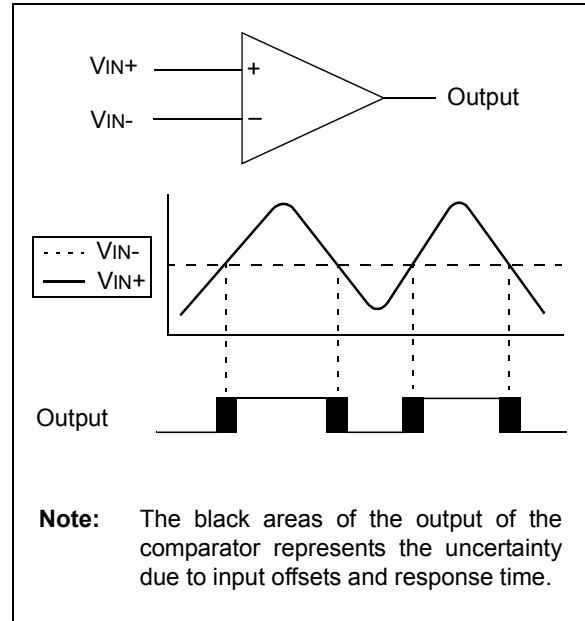 VIN+
+
Output
VIN-
–
VIN-
VIN+
Output
Note: The black areas of the output of the
comparator represents the uncertainty
due to input offsets and response time.